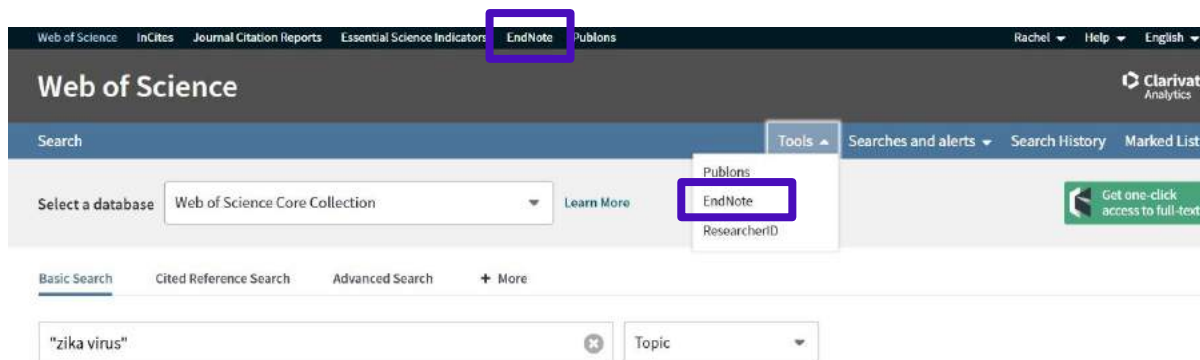 Web of Science InCites Journal Citation Reports Essential Science Indicators EndNote Publons Rachel Help English
Web of Science Clarivat
Analytics
Search Tools Searches and alerts Search History Marked List
Publons
Select a database Web of Science Core Collection Learn More EndNote Get one-click
access to full-text
ResearcherID
Basic Search Cited Reference Search Advanced Search + More
"zika virus" Topic